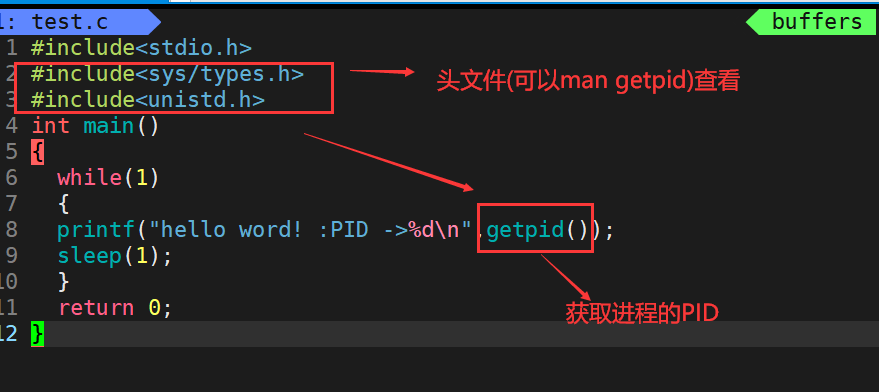 1: test.c buffers
1 #include<stdio.h>
2 #include<sys/types.h> 头文件(可以man getpid)查看
3 #include<unistd.h>
4 int main()
5 {
6 while(1)
7 {
8 printf("hello word! :PID ->%d\n",getpid());
9 sleep(1);
10 }
11 return 0; 获取进程的PID
12 }